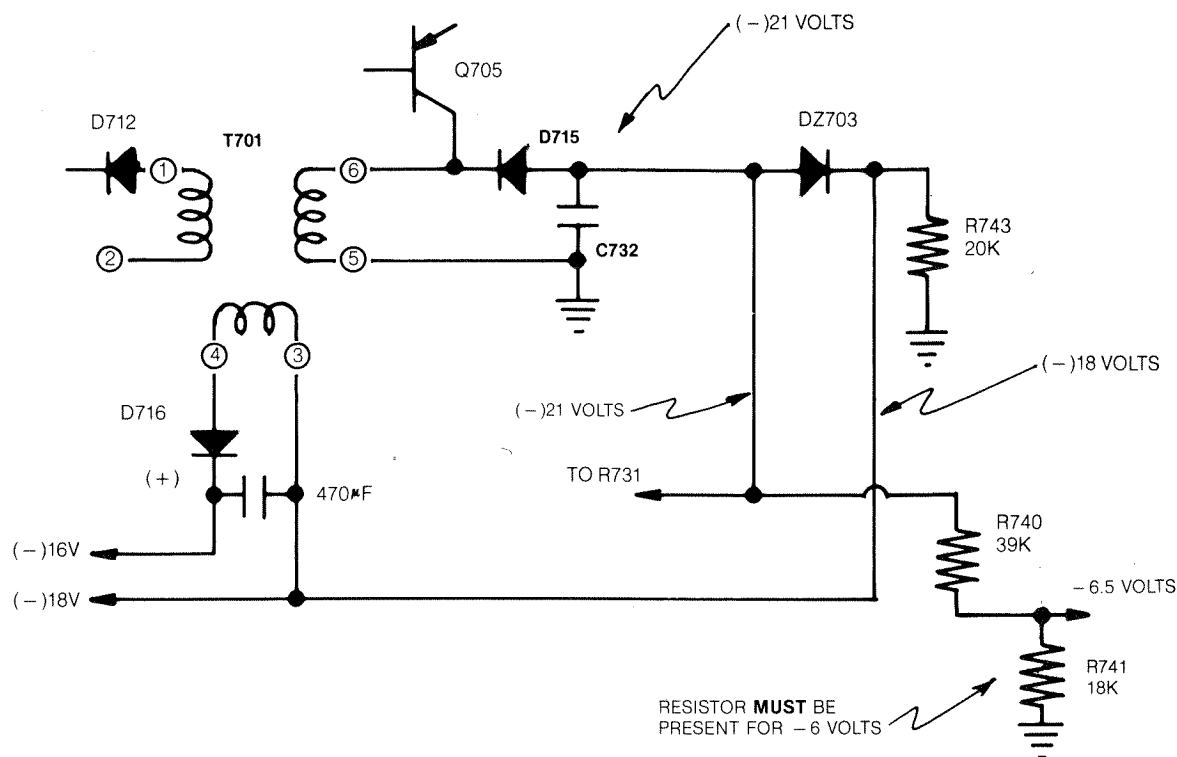 (−)21 VOLTS
Q705
D712
T701
D715
DZ703
1
6
R743
20K
2
5
C732
4
3
(−)18 VOLTS
D716
(−)21 VOLTS
(+)
470µF
TO R731
R740
39K
(−)16V
(−)18V
−6.5 VOLTS
R741
18K
RESISTOR MUST BE
PRESENT FOR −6 VOLTS